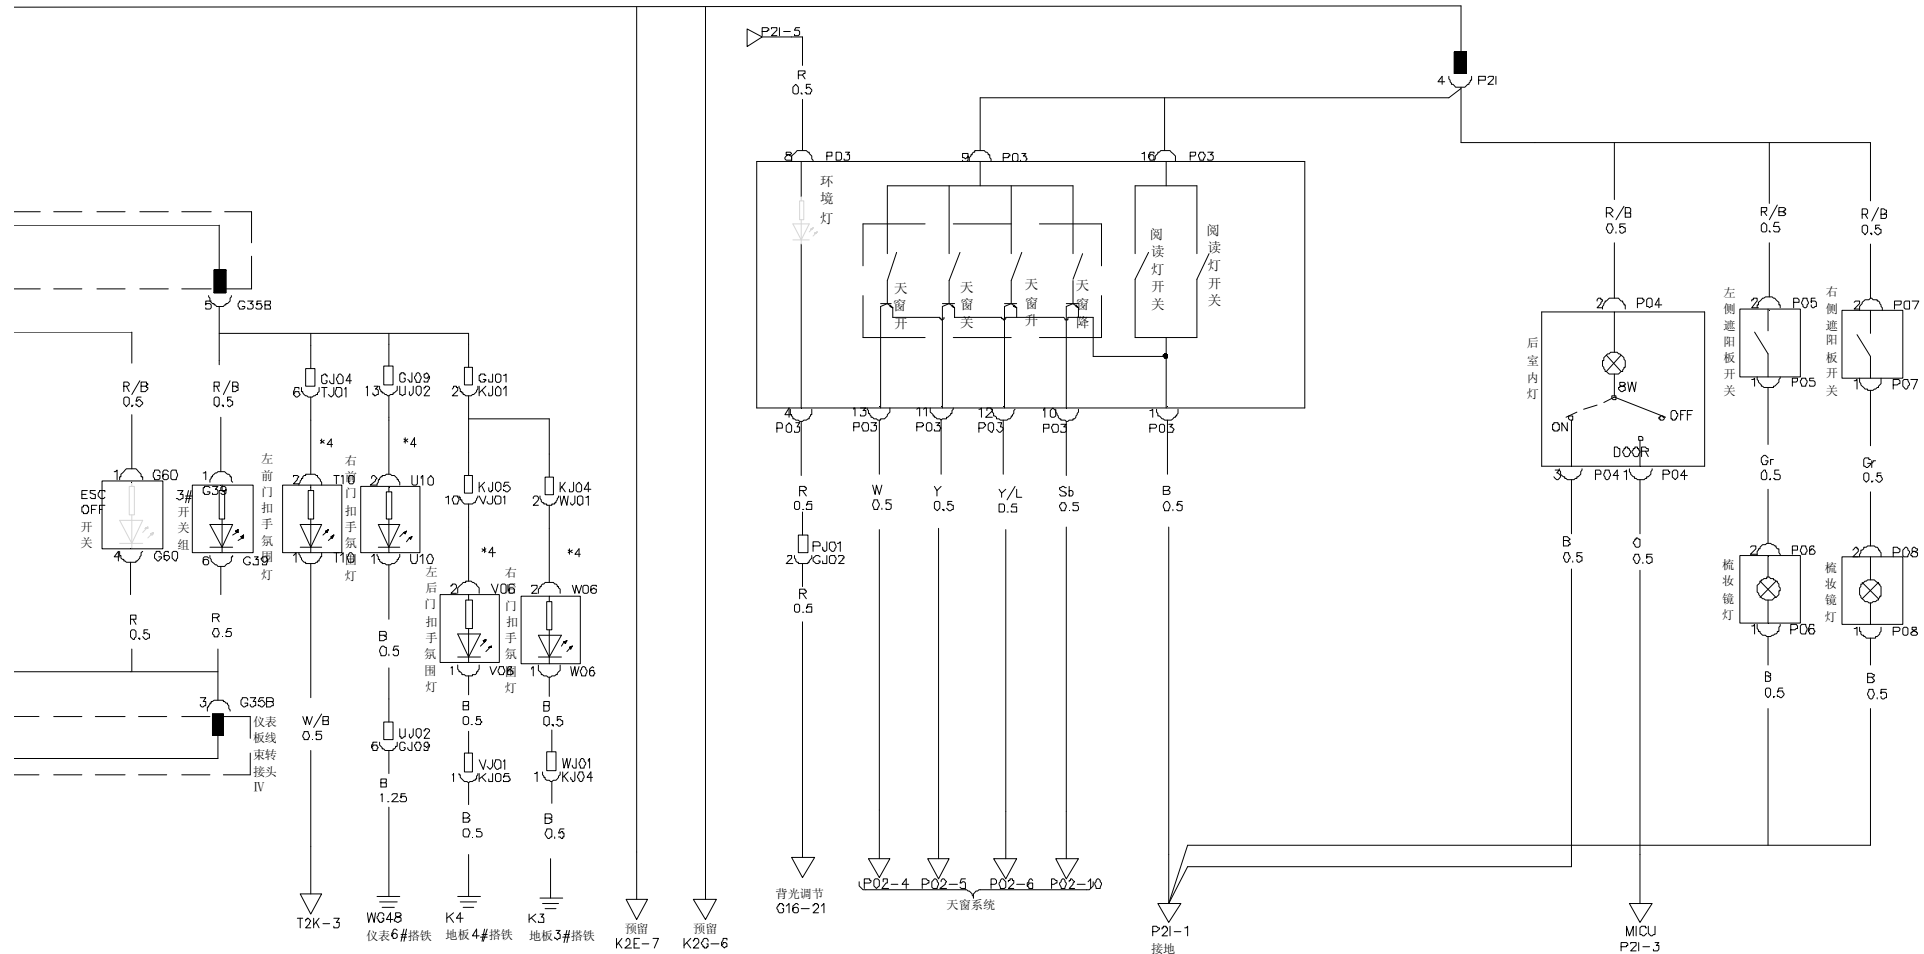 P2I-5
R
0.5
4
P2I
8
P03
9
P03
16
P03
环境灯
阅读灯开关
阅读灯开关
天窗开
天窗关
天窗升
天窗降
R/B
0.5
R/B
0.5
R/B
0.5
5
G35B
2
P04
2
P05
2
P07
后室内灯
左侧遮阳板开关
右侧遮阳板开关
8W
ON
OFF
DOOR
1
P05
1
P07
R/B
0.5
R/B
0.5
GJ04
6
TJ01
GJ09
13
UJ02
GJ01
2
KJ01
4
P03
13
P03
11
P03
12
P03
10
P03
1
P03
*4
*4
左前门扣手氛围灯
右前门扣手氛围灯
1
G60
1
G39
2
T10
2
U10
ESC
OFF
开关
3#
开关组
KJ05
10
VJ01
KJ04
2
WJ01
3
P04
1
P04
Gr
0.5
Gr
0.5
R
0.5
W
0.5
Y
0.5
Y/L
0.5
Sb
0.5
B
0.5
4
G60
6
G39
1
T10
1
U10
*4
*4
PJ01
2
GJ02
B
0.5
O
0.5
2
P06
2
P08
左后门扣手氛围灯
右后门扣手氛围灯
2
V06
2
W06
梳妆镜灯
梳妆镜灯
R
0.5
R
0.5
R
0.5
B
0.5
1
P06
1
P08
1
V06
1
W06
B
0.5
B
0.5
3
G35B
仪表
板线
束转
接头
IV
W/B
0.5
B
0.5
B
0.5
UJ02
6
GJ09
VJ01
1
KJ05
WJ01
1
KJ04
B
1.25
B
0.5
B
0.5
P02-4
P02-5
P02-6
P02-10
天窗系统
背光调节
G16-21
T2K-3
WG48
仪表6#搭铁
K4
地板4#搭铁
K3
地板3#搭铁
预留
K2E-7
预留
K2G-6
P2I-1
接地
MICU
P2I-3